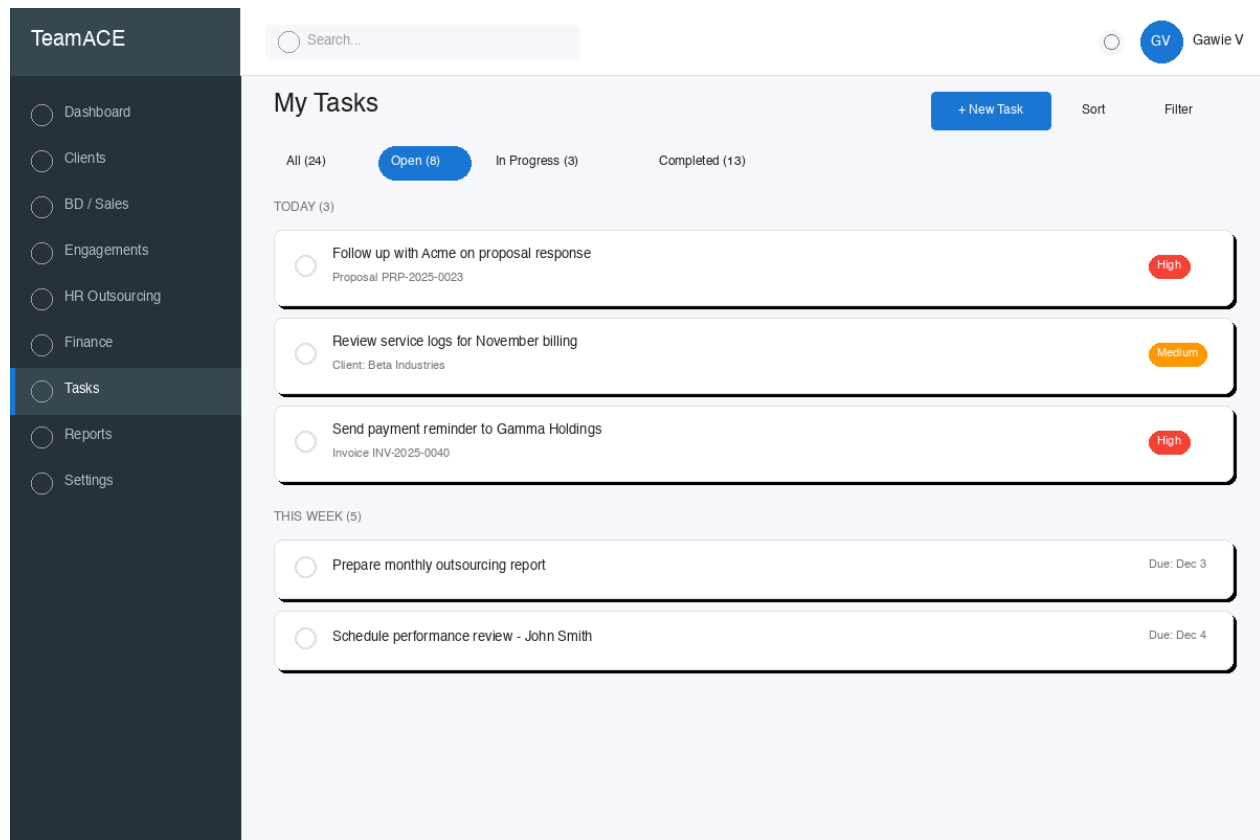 TeamACE
Search...
GV
Gawie V
Dashboard
Clients
BD / Sales
Engagements
HR Outsourcing
Finance
Tasks
Reports
Settings
My Tasks
+ New Task
Sort
Filter
All (24)
Open (8)
In Progress (3)
Completed (13)
TODAY (3)
Follow up with Acme on proposal response
Proposal PRP-2025-0023
High
Review service logs for November billing
Client: Beta Industries
Medium
Send payment reminder to Gamma Holdings
Invoice INV-2025-0040
High
THIS WEEK (5)
Prepare monthly outsourcing report
Due: Dec 3
Schedule performance review - John Smith
Due: Dec 4